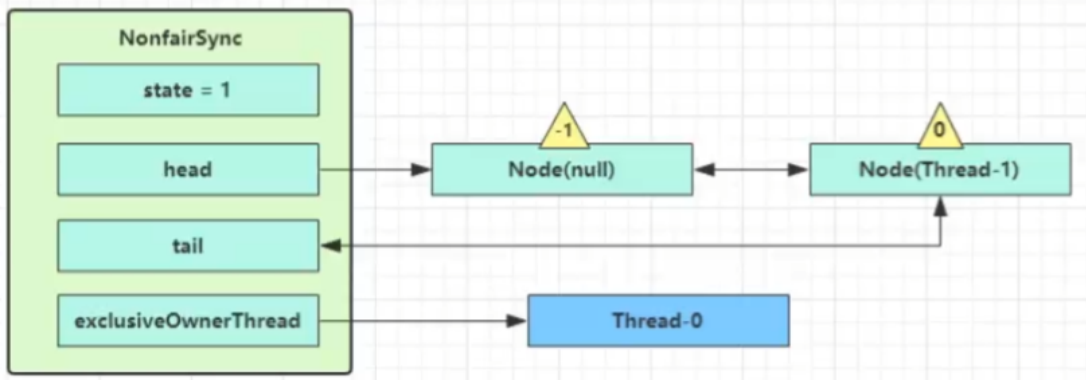 NonfairSync
state = 1
head
-1
Node(null)
0
Node(Thread-1)
tail
exclusiveOwnerThread
Thread-0